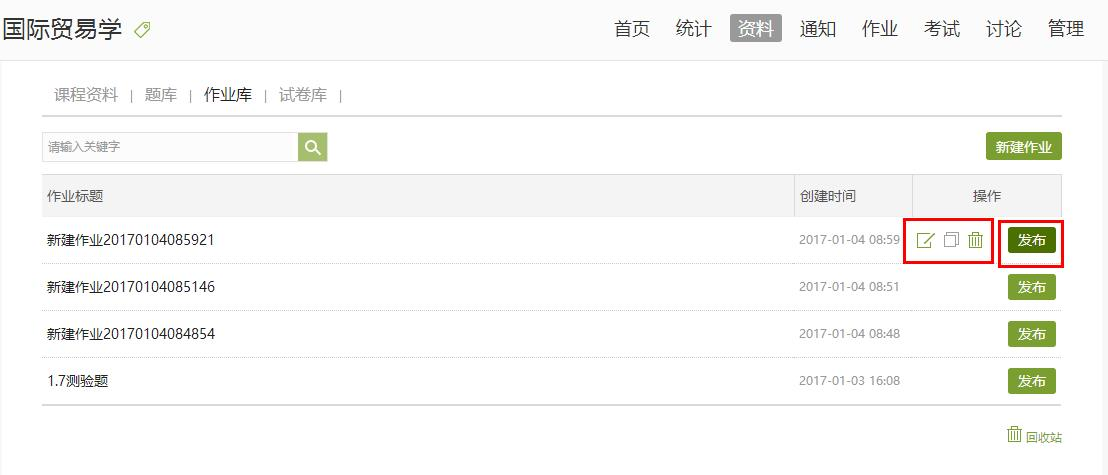 国际贸易学
首页 统计 资料 通知 作业 考试 讨论 管理
课程资料 | 题库 | 作业库 | 试卷库 |
请输入关键字
新建作业
作业标题 创建时间 操作
新建作业20170104085921 2017-01-04 08:59 发布
新建作业20170104085146 2017-01-04 08:51 发布
新建作业20170104084854 2017-01-04 08:48 发布
1.7测验题 2017-01-03 16:08 发布
回收站